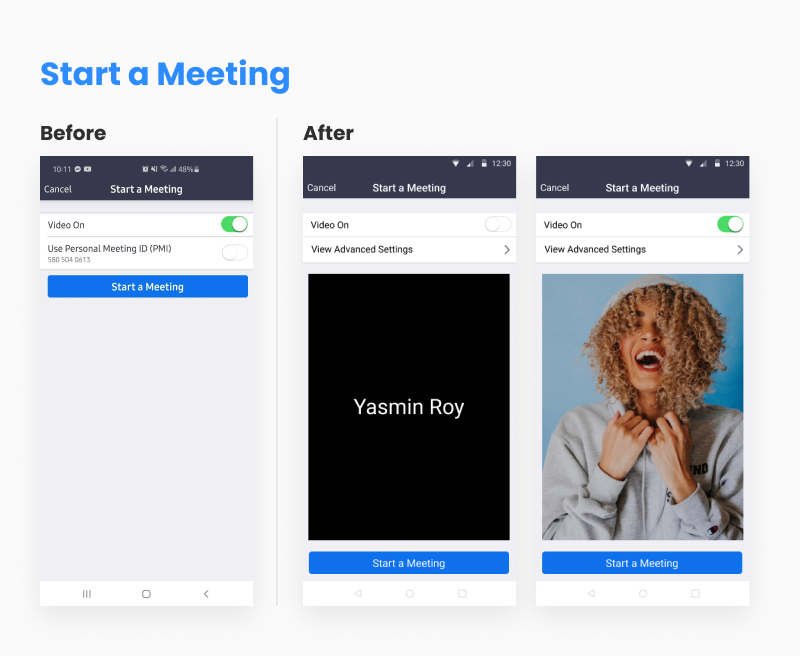 Start a Meeting
Before
After
10:11
48%
Cancel
Start a Meeting
Video On
Use Personal Meeting ID (PMI)
580 504 0613
Start a Meeting
12:30
Cancel
Start a Meeting
Video On
View Advanced Settings
Yasmin Roy
Start a Meeting
12:30
Cancel
Start a Meeting
Video On
View Advanced Settings
END
Start a Meeting